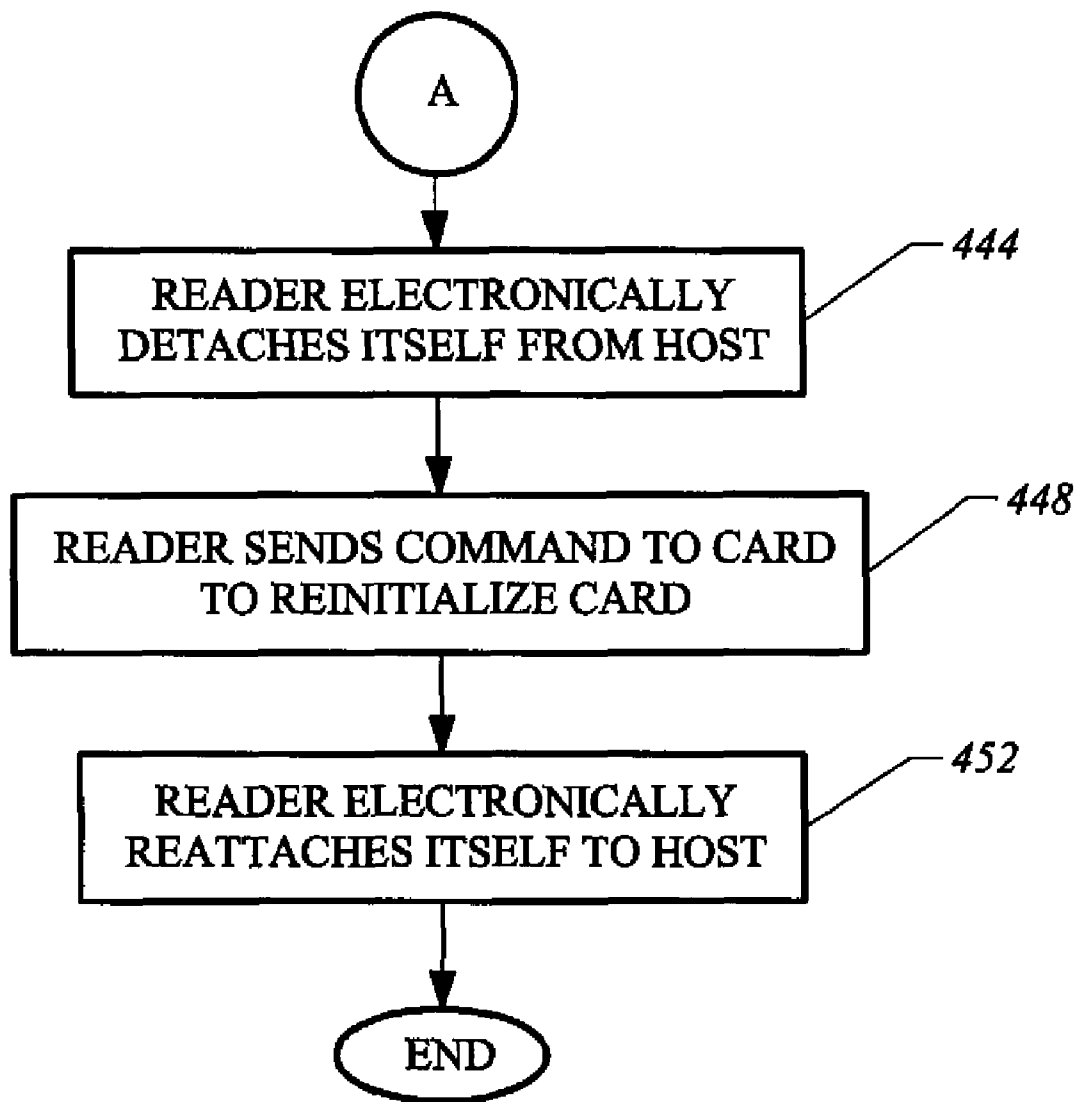 A
READER ELECTRONICALLY
DETACHES ITSELF FROM HOST
444
READER SENDS COMMAND TO CARD
TO REINITIALIZE CARD
448
READER ELECTRONICALLY
REATTACHES ITSELF TO HOST
452
END